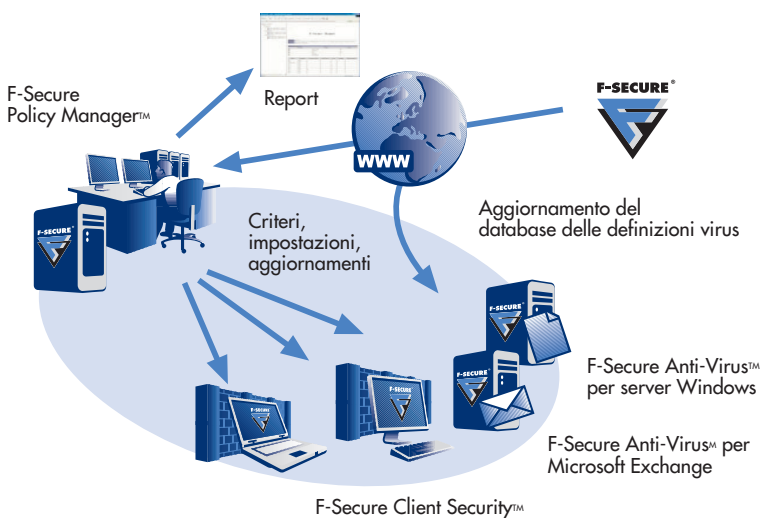 F-Secure
Policy Manager™
Report
F-SECURE®
www
Aggiornamento del
database delle definizioni virus
Criteri,
impostazioni,
aggiornamenti
F-SECURE
F-SECURE
F-SECURE
F-SECURE
F-SECURE
F-Secure Anti-Virus™
per server Windows
F-Secure Anti-Virus™ per
Microsoft Exchange
F-Secure Client Security™